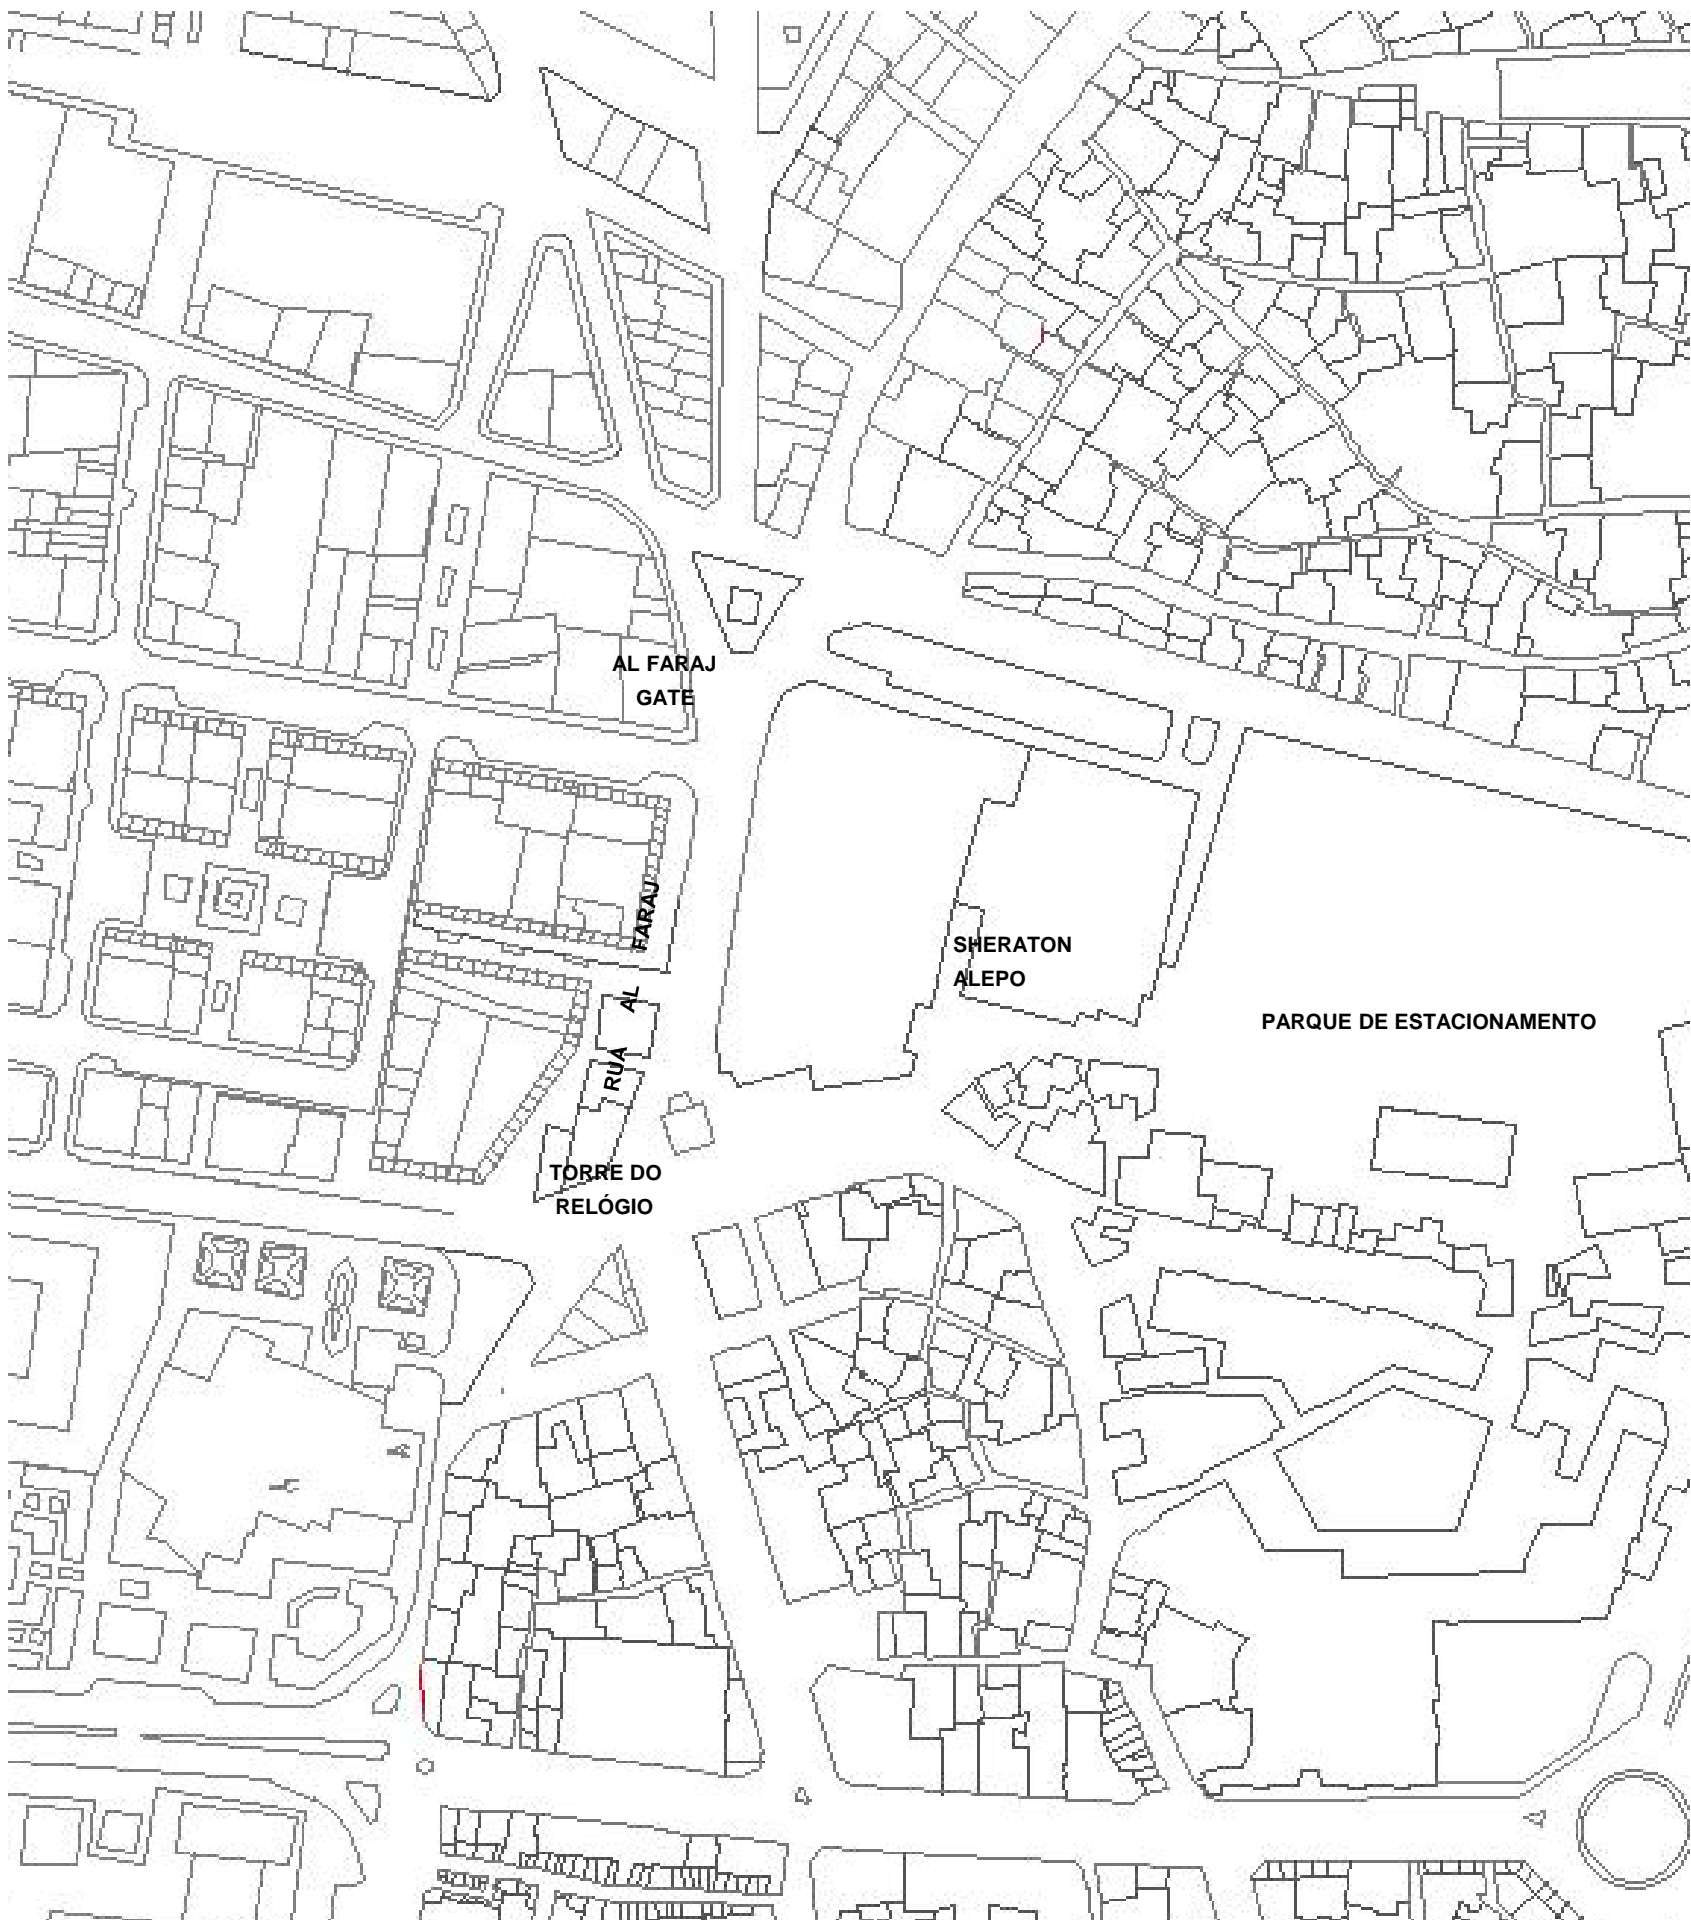 AL FARAJ
GATE
RUA AL FARAJ
SHERATON
ALEPO
PARQUE DE ESTACIONAMENTO
TORRE DO
RELÓGIO